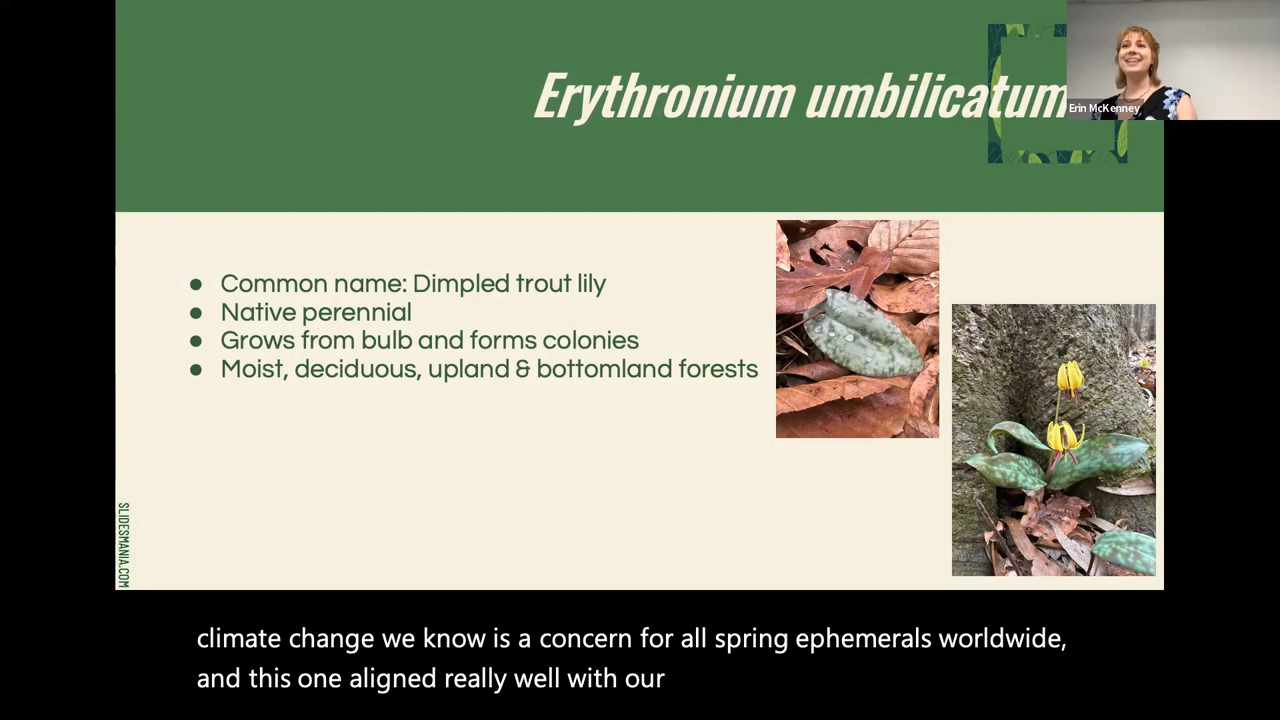 Erythronium umbilicatum
Erin McKenney
● Common name: Dimpled trout lily
● Native perennial
● Grows from bulb and forms colonies
● Moist, deciduous, upland & bottomland forests
SLIDESMANIA.COM
climate change we know is a concern for all spring ephemerals worldwide,
and this one aligned really well with our